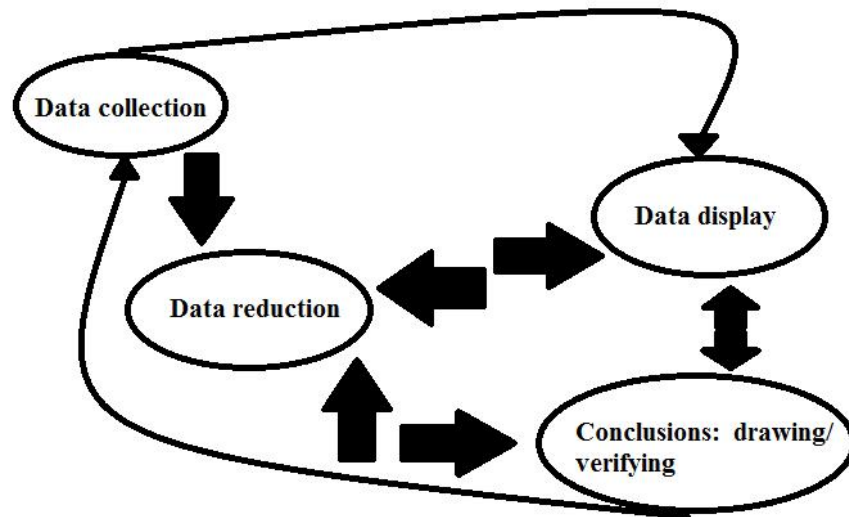 Data collection
Data display
Data reduction
Conclusions: drawing/
verifying